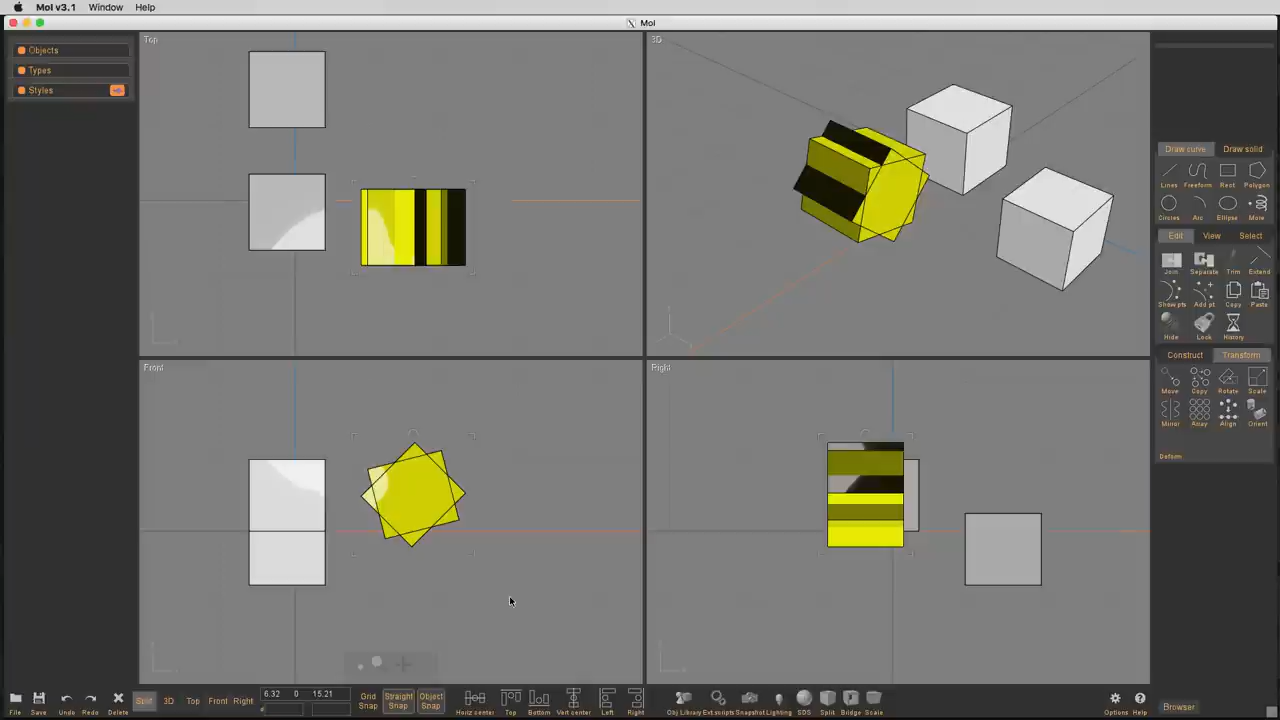 MoI v3.1 Window Help
MoI
Objects
Types
Styles
Top
3D
Front
Right
Draw curve Draw solid
Lines Freeform Rect Polygon
Circles Arc Ellipse More
Edit View Select
Join Separate Trim Extend
Show pts Add pt Copy Paste
Hide Lock History
Construct Transform
Move Copy Rotate Scale
Mirror Array Align Orient
Deform
File Save Undo Redo Delete Split 3D Top Front Right
6.32 0 15.21
Grid Snap Straight Snap Object Snap
Horiz center Top Bottom Vert center Left Right
Obj Library Ext scripts Snapshot Lighting Split Bridge Scale
Options Help
Browser